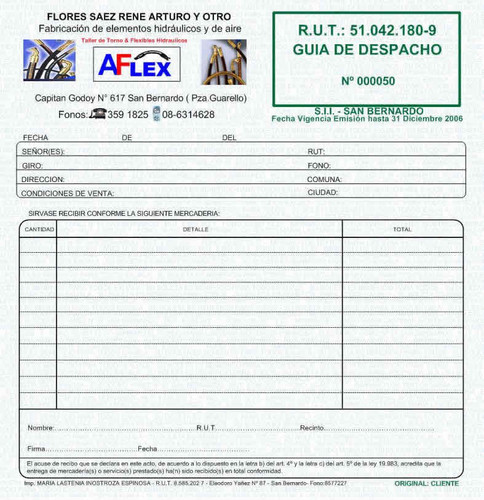 FLORES SAEZ RENE ARTURO Y OTRO
Fabricación de elementos hidráulicos y de aire
Taller de Torno & Flexibles Hidraulicos
AFLEX
Capitan Godoy N° 617 San Bernardo ( Pza.Guarello)
Fonos: 359 1825 08-6314628
R.U.T.: 51.042.180-9
GUIA DE DESPACHO
Nº 000050
S.I.I. - SAN BERNARDO
Fecha Vigencia Emisión hasta 31 Diciembre 2006
FECHA DE DEL
SEÑOR(ES): RUT:
GIRO: FONO:
DIRECCION: COMUNA:
CONDICIONES DE VENTA: CIUDAD:
SIRVASE RECIBIR CONFORME LA SIGUIENTE MERCADERIA:
CANTIDAD DETALLE TOTAL
Nombre: R.U.T. Recinto
Firma Fecha
El acuse de recibo que se declara en este acto, de acuerdo a lo dispuesto en la letra b) del art. 4º y la letra c) del art. 5º de la ley 19.983, acredita que la
entrega de mercadería(s) o servicio(s) prestado(s) ha(n) sido recibido(s) en total conformidad.
Imp. MARIA LASTENIA INOSTROZA ESPINOSA - R.U.T. 8.585.202 7 - Eleodoro Yañez Nº 87 - San Bernardo- Fono:8577227
ORIGINAL: CLIENTE